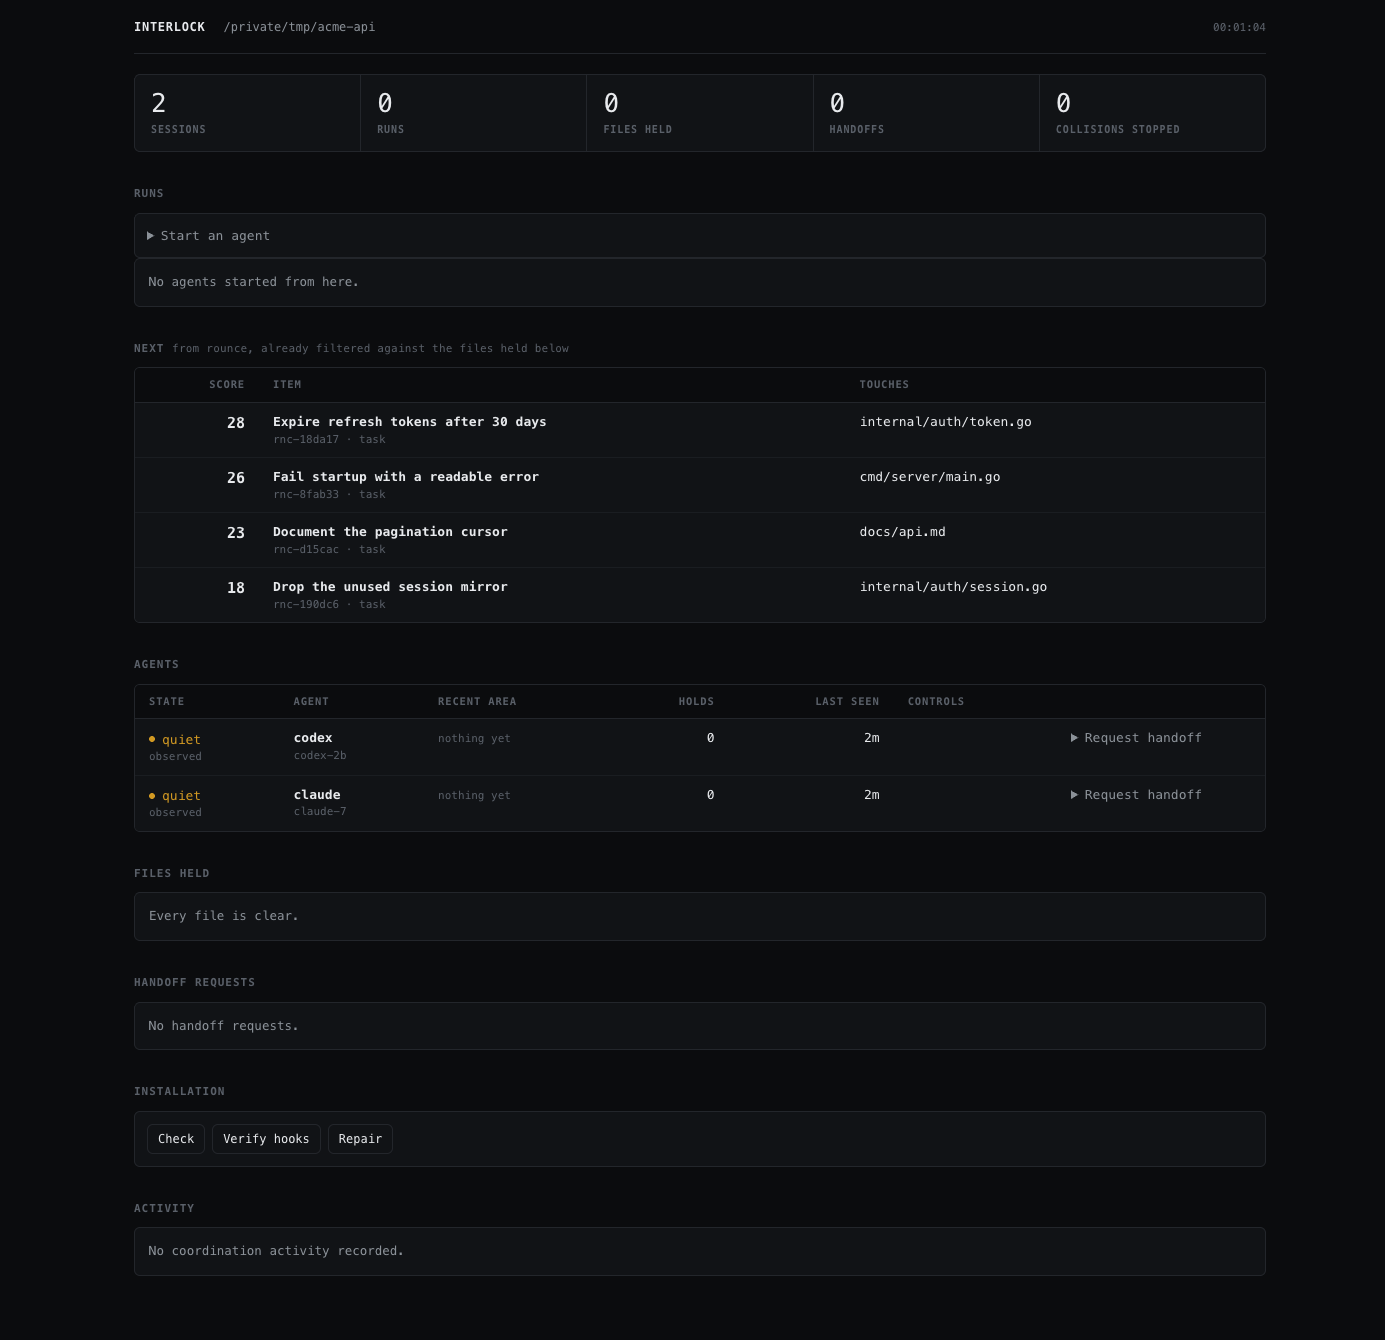 INTERLOCK /private/tmp/acme-api 00:01:04
2 0 0 0 0
SESSIONS RUNS FILES HELD HANDOFFS COLLISIONS STOPPED
RUNS
Start an agent
No agents started from here.
NEXT from rounce, already filtered against the files held below
SCORE ITEM TOUCHES
28 Expire refresh tokens after 30 days internal/auth/token.go
rnc-18da17 · task
26 Fail startup with a readable error cmd/server/main.go
rnc-8fab33 · task
23 Document the pagination cursor docs/api.md
rnc-d15cac · task
18 Drop the unused session mirror internal/auth/session.go
rnc-190dc6 · task
AGENTS
STATE AGENT RECENT AREA HOLDS LAST SEEN CONTROLS
quiet codex nothing yet 0 2m Request handoff
observed codex-2b
quiet claude nothing yet 0 2m Request handoff
observed claude-7
FILES HELD
Every file is clear.
HANDOFF REQUESTS
No handoff requests.
INSTALLATION
Check Verify hooks Repair
ACTIVITY
No coordination activity recorded.